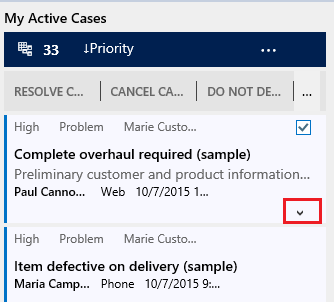 My Active Cases
33 ↓Priority ...
RESOLVE C... CANCEL CA... DO NOT DE... ...
High Problem Marie Custo...
Complete overhaul required (sample)
Preliminary customer and product information...
Paul Canno... Web 10/7/2015 1...
High Problem Marie Custo...
Item defective on delivery (sample)
Maria Camp... Phone 10/7/2015 9:...